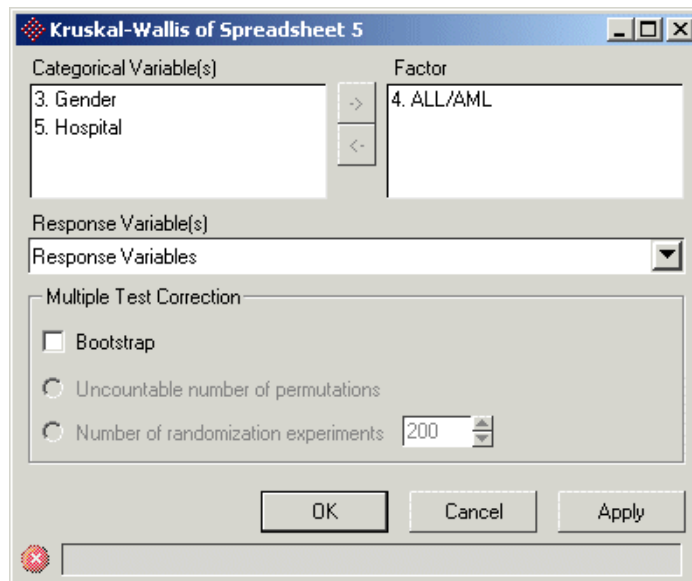 Kruskal-Wallis of Spreadsheet 5
Categorical Variable(s)
3. Gender
5. Hospital
->
<-
Factor
4. ALL/AML
Response Variable(s)
Response Variables
Multiple Test Correction
Bootstrap
Uncountable number of permutations
Number of randomization experiments 200
OK Cancel Apply